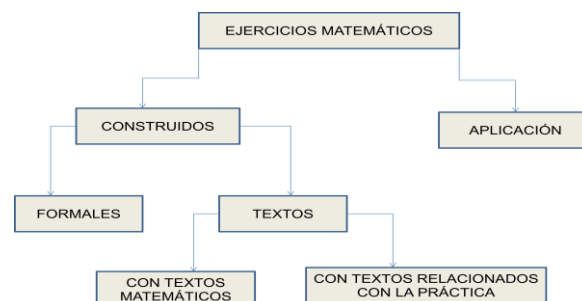 EJERCICIOS MATEMÁTICOS
CONSTRUIDOS
APLICACIÓN
FORMALES
TEXTOS
CON TEXTOS
MATEMÁTICOS
CON TEXTOS RELACIONADOS
CON LA PRÁCTICA